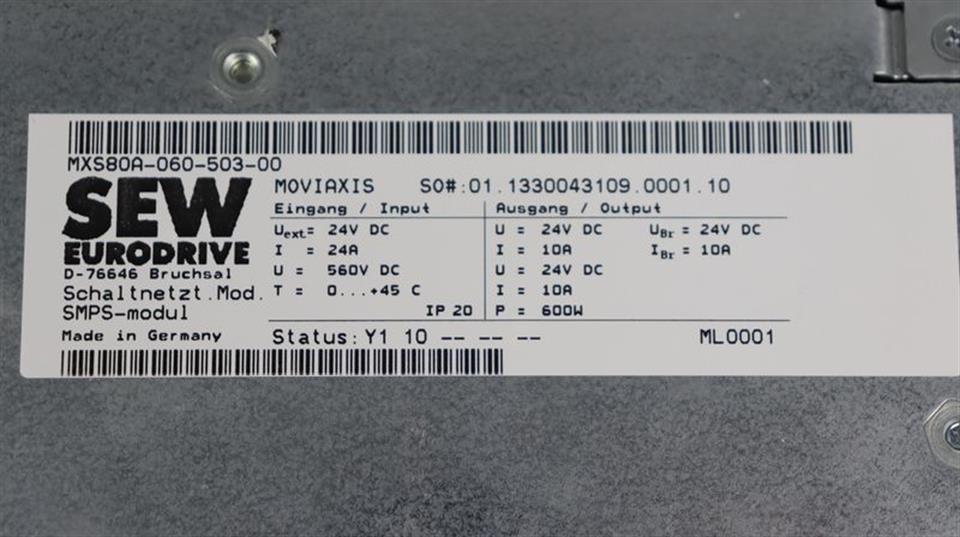 MXS80A-060-503-00
SEW
EURODRIVE
D-76646 Bruchsal
Schaltnetzt.Mod.
SMPS-modul
Made in Germany
MOVIAXIS SO#:01.1330043109.0001.10
Eingang / Input
Uext= 24V DC
I = 24A
U = 560V DC
T = 0...+45 C
IP 20
Ausgang / Output
U = 24V DC UBr = 24V DC
I = 10A IBr = 10A
U = 24V DC
I = 10A
P = 600W
Status: Y1 10 -- -- -- ML0001